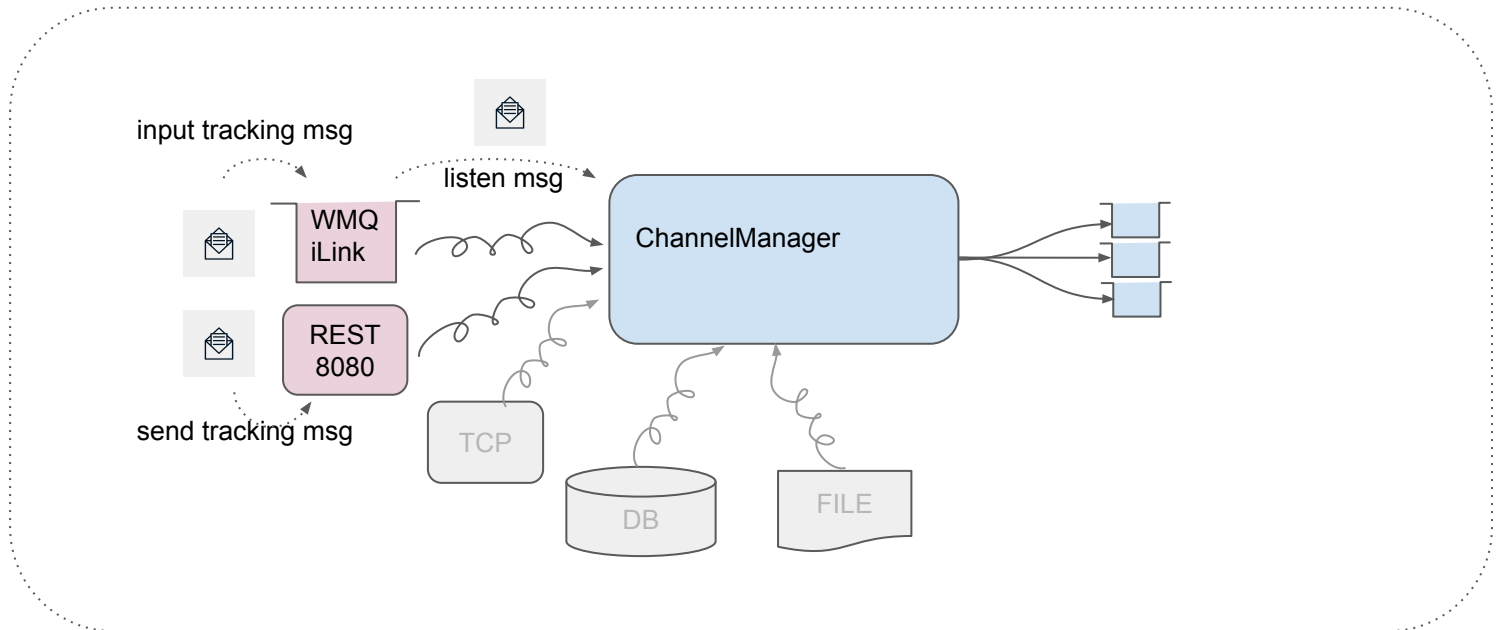 input tracking msg
listen msg
WMQ
iLink
ChannelManager
REST
8080
send tracking msg
TCP
DB
FILE